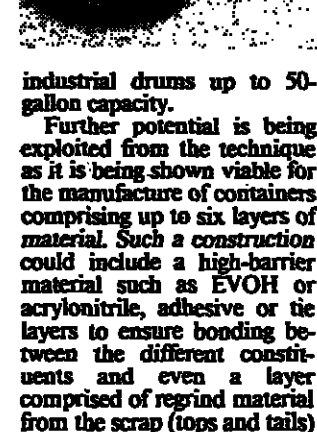 industrial drums up to 50-
gallon capacity.
Further potential is being
exploited from the technique
as it is being shown viable for
the manufacture of containers
comprising up to six layers of
material. Such a construction
could include a high-barrier
material such as EVOH or
acrylonitrile, adhesive or tie
layers to ensure bonding be-
tween the different constit-
uents and even a layer
comprised of regrind material
from the scrap (tops and tails)